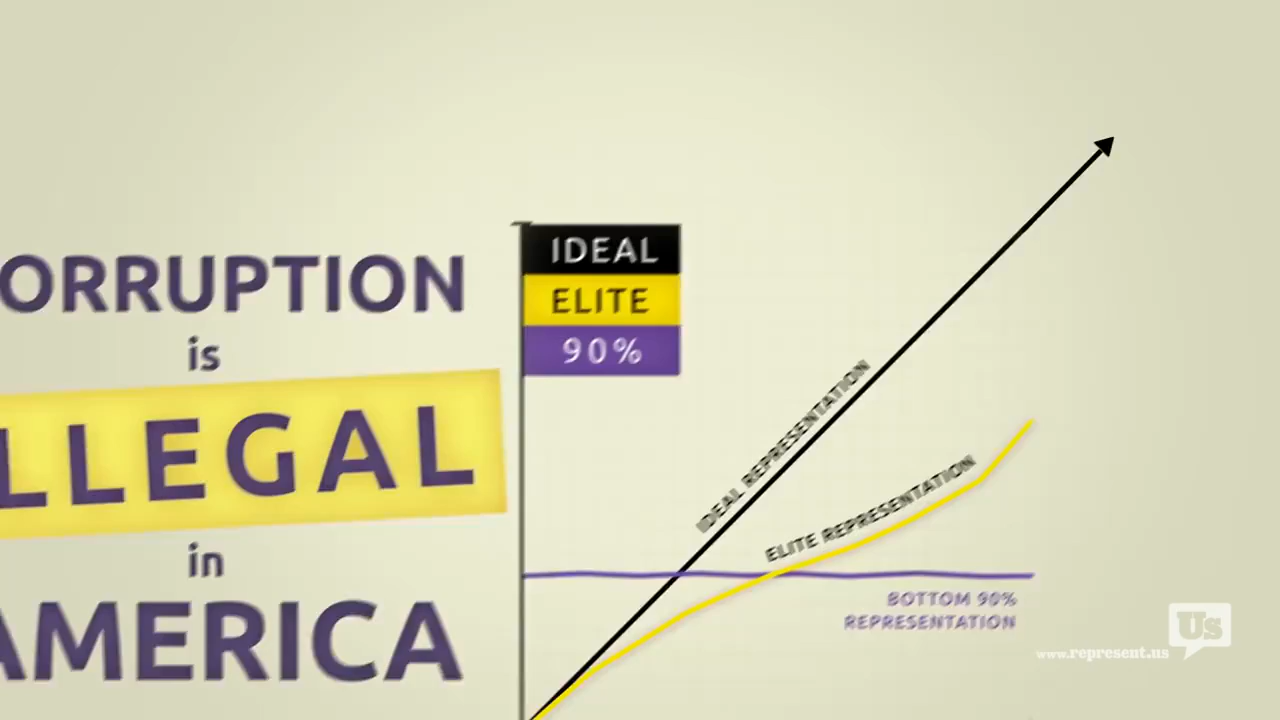 ORRUPTION
is
LLEGAL
in
AMERICA
IDEAL
ELITE
90%
IDEAL REPRESENTATION
ELITE REPRESENTATION
BOTTOM 90%
REPRESENTATION
Us
www.represent.us